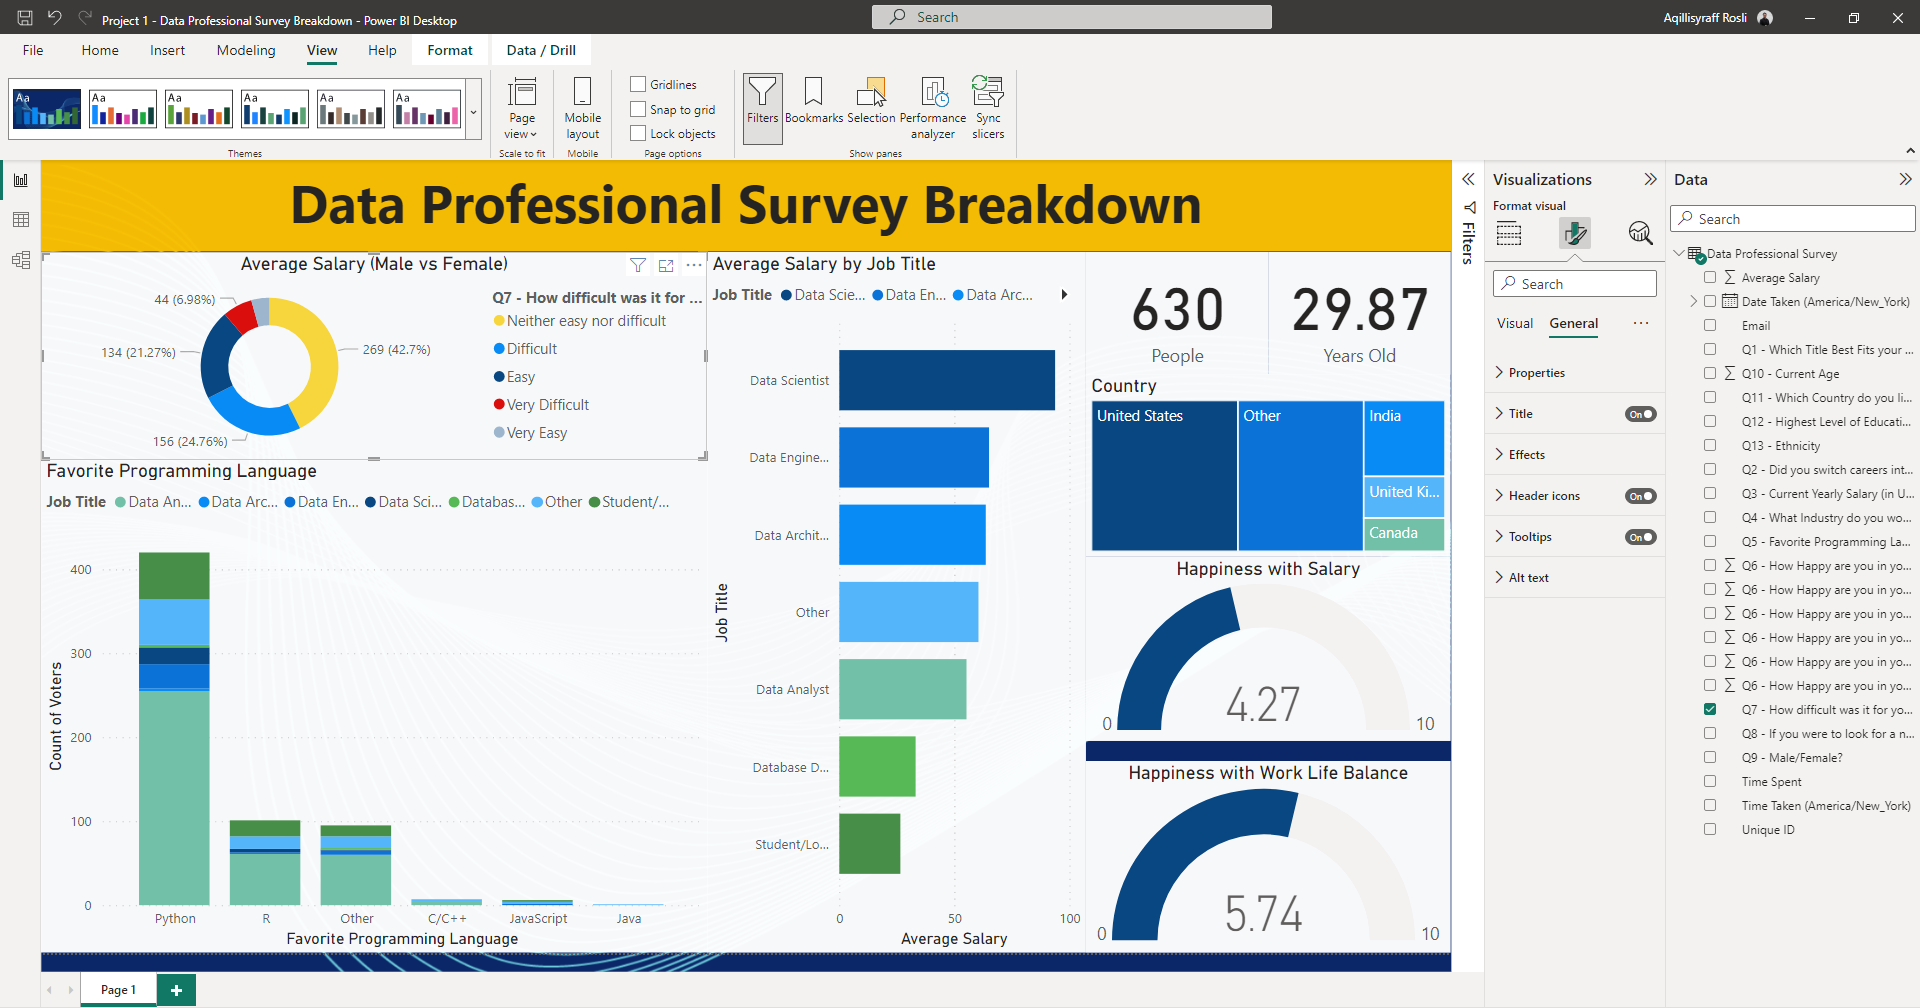 Project 1 - Data Professional Survey Breakdown - Power BI Desktop
Search
Aqillisyraff Rosli
File
Home
Insert
Modeling
View
Help
Format
Data / Drill
Aa
Aa
Aa
Aa
Aa
Aa
Themes
Page
view
Scale to fit
Mobile
layout
Mobile
Gridlines
Snap to grid
Lock objects
Page options
Filters
Bookmarks
Selection
Performance
analyzer
Sync
slicers
Show panes
Data Professional Survey Breakdown
Average Salary (Male vs Female)
44 (6.98%)
134 (21.27%)
269 (42.7%)
156 (24.76%)
Q7 - How difficult was it for ...
Neither easy nor difficult
Difficult
Easy
Very Difficult
Very Easy
Favorite Programming Language
Job Title
Data An...
Data Arc...
Data En...
Data Sci...
Databas...
Other
Student/...
Count of Voters
400
300
200
100
0
Python
R
Other
C/C++
JavaScript
Java
Favorite Programming Language
Average Salary by Job Title
Job Title
Data Scie...
Data En...
Data Arc...
Job Title
Data Scientist
Data Engine...
Data Archit...
Other
Data Analyst
Database D...
Student/Lo...
0
50
100
Average Salary
630
People
29.87
Years Old
Country
United States
Other
India
United Ki...
Canada
Happiness with Salary
4.27
0
10
Happiness with Work Life Balance
5.74
0
10
Filters
Visualizations
Format visual
Search
Visual
General
...
Properties
Title
On
Effects
Header icons
On
Tooltips
On
Alt text
Data
Search
Data Professional Survey
Average Salary
Date Taken (America/New_York)
Email
Q1 - Which Title Best Fits your ...
Q10 - Current Age
Q11 - Which Country do you li...
Q12 - Highest Level of Educati...
Q13 - Ethnicity
Q2 - Did you switch careers int...
Q3 - Current Yearly Salary (in U...
Q4 - What Industry do you wo...
Q5 - Favorite Programming La...
Q6 - How Happy are you in yo...
Q6 - How Happy are you in yo...
Q6 - How Happy are you in yo...
Q6 - How Happy are you in yo...
Q6 - How Happy are you in yo...
Q6 - How Happy are you in yo...
Q7 - How difficult was it for yo...
Q8 - If you were to look for a n...
Q9 - Male/Female?
Time Spent
Time Taken (America/New_York)
Unique ID
Page 1